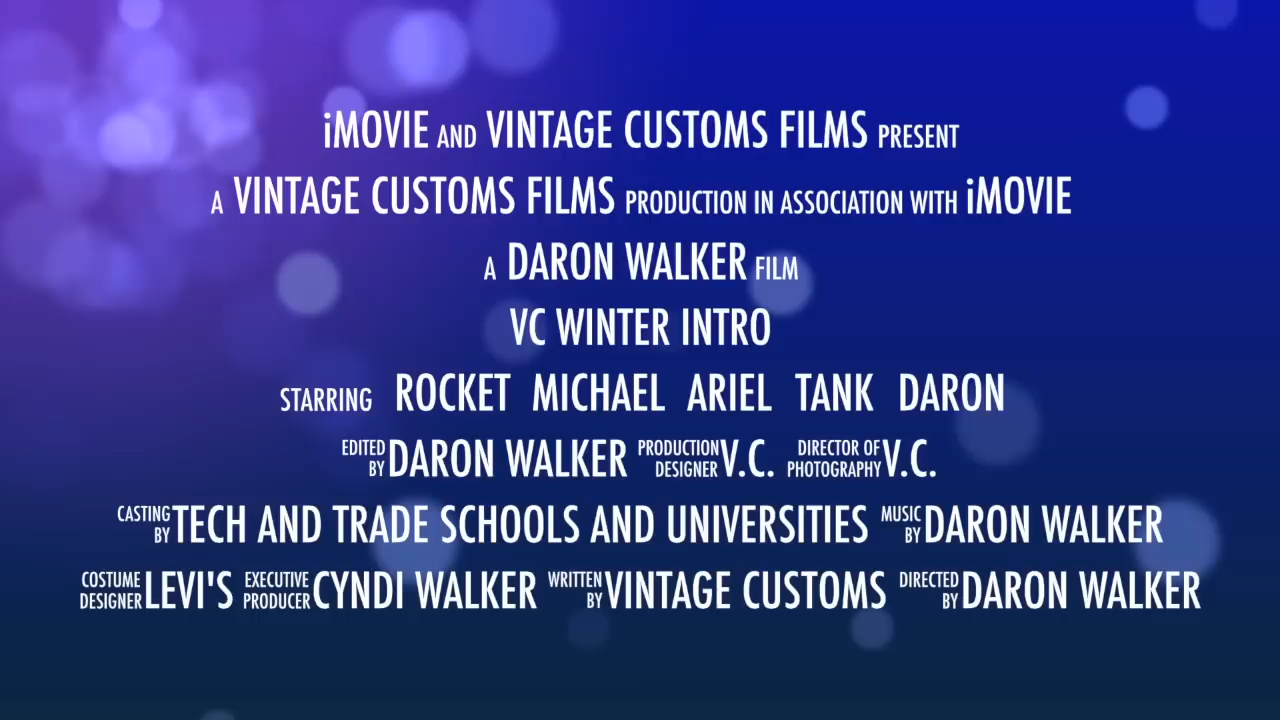 iMOVIE AND VINTAGE CUSTOMS FILMS PRESENT
A VINTAGE CUSTOMS FILMS PRODUCTION IN ASSOCIATION WITH iMOVIE
A DARON WALKER FILM
VC WINTER INTRO
STARRING ROCKET MICHAEL ARIEL TANK DARON
EDITED BY DARON WALKER PRODUCTION DESIGNER V.C. DIRECTOR OF PHOTOGRAPHY V.C.
CASTING BY TECH AND TRADE SCHOOLS AND UNIVERSITIES MUSIC BY DARON WALKER
COSTUME DESIGNER LEVI'S EXECUTIVE PRODUCER CYNDI WALKER WRITTEN BY VINTAGE CUSTOMS DIRECTED BY DARON WALKER